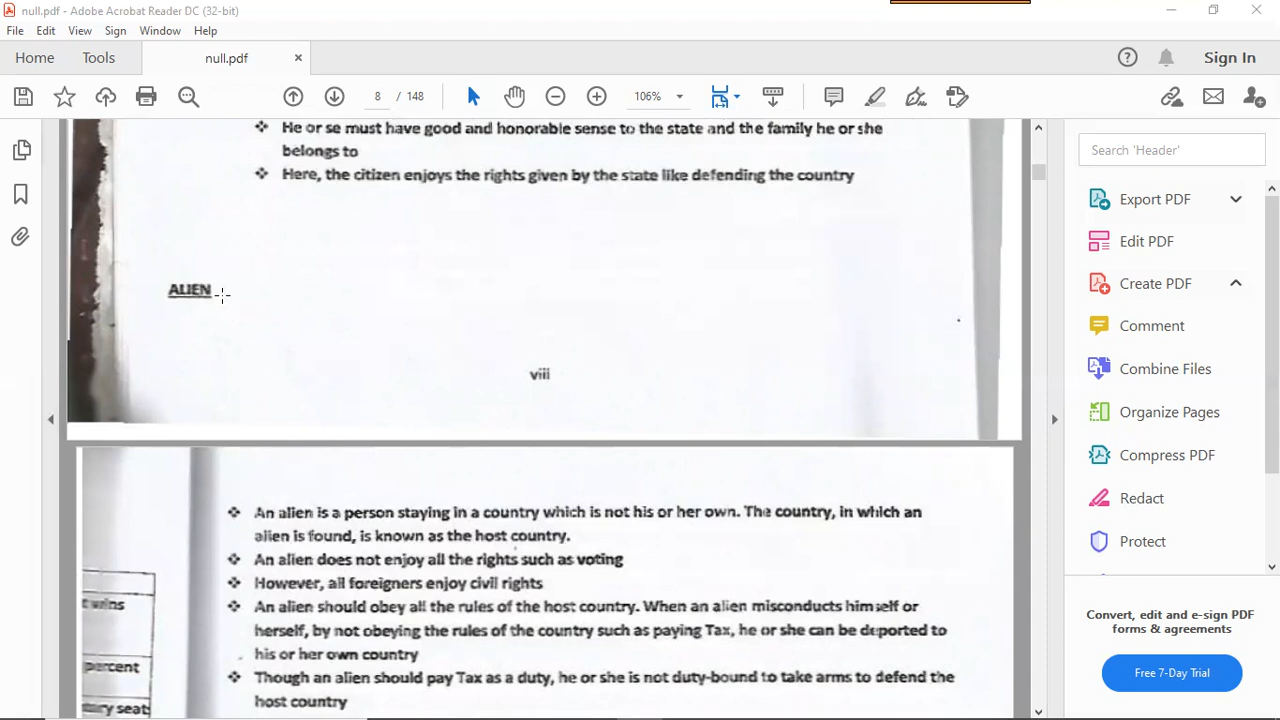 null.pdf - Adobe Acrobat Reader DC (32-bit)
File Edit View Sign Window Help
Home Tools null.pdf × Sign In
8 / 148 106%
❖ He or se must have good and honorable sense to the state and the family he or she
belongs to
❖ Here, the citizen enjoys the rights given by the state like defending the country
ALIEN
viii
❖ An alien is a person staying in a country which is not his or her own. The country, in which an
alien is found, is known as the host country.
❖ An alien does not enjoy all the rights such as voting
❖ However, all foreigners enjoy civil rights
❖ An alien should obey all the rules of the host country. When an alien misconducts himself or
herself, by not obeying the rules of the country such as paying Tax, he or she can be deported to
his or her own country
❖ Though an alien should pay Tax as a duty, he or she is not duty-bound to take arms to defend the
host country
wins
percent
seat
Search 'Header'
Export PDF
Edit PDF
Create PDF
Comment
Combine Files
Organize Pages
Compress PDF
Redact
Protect
Convert, edit and e-sign PDF
forms & agreements
Free 7-Day Trial